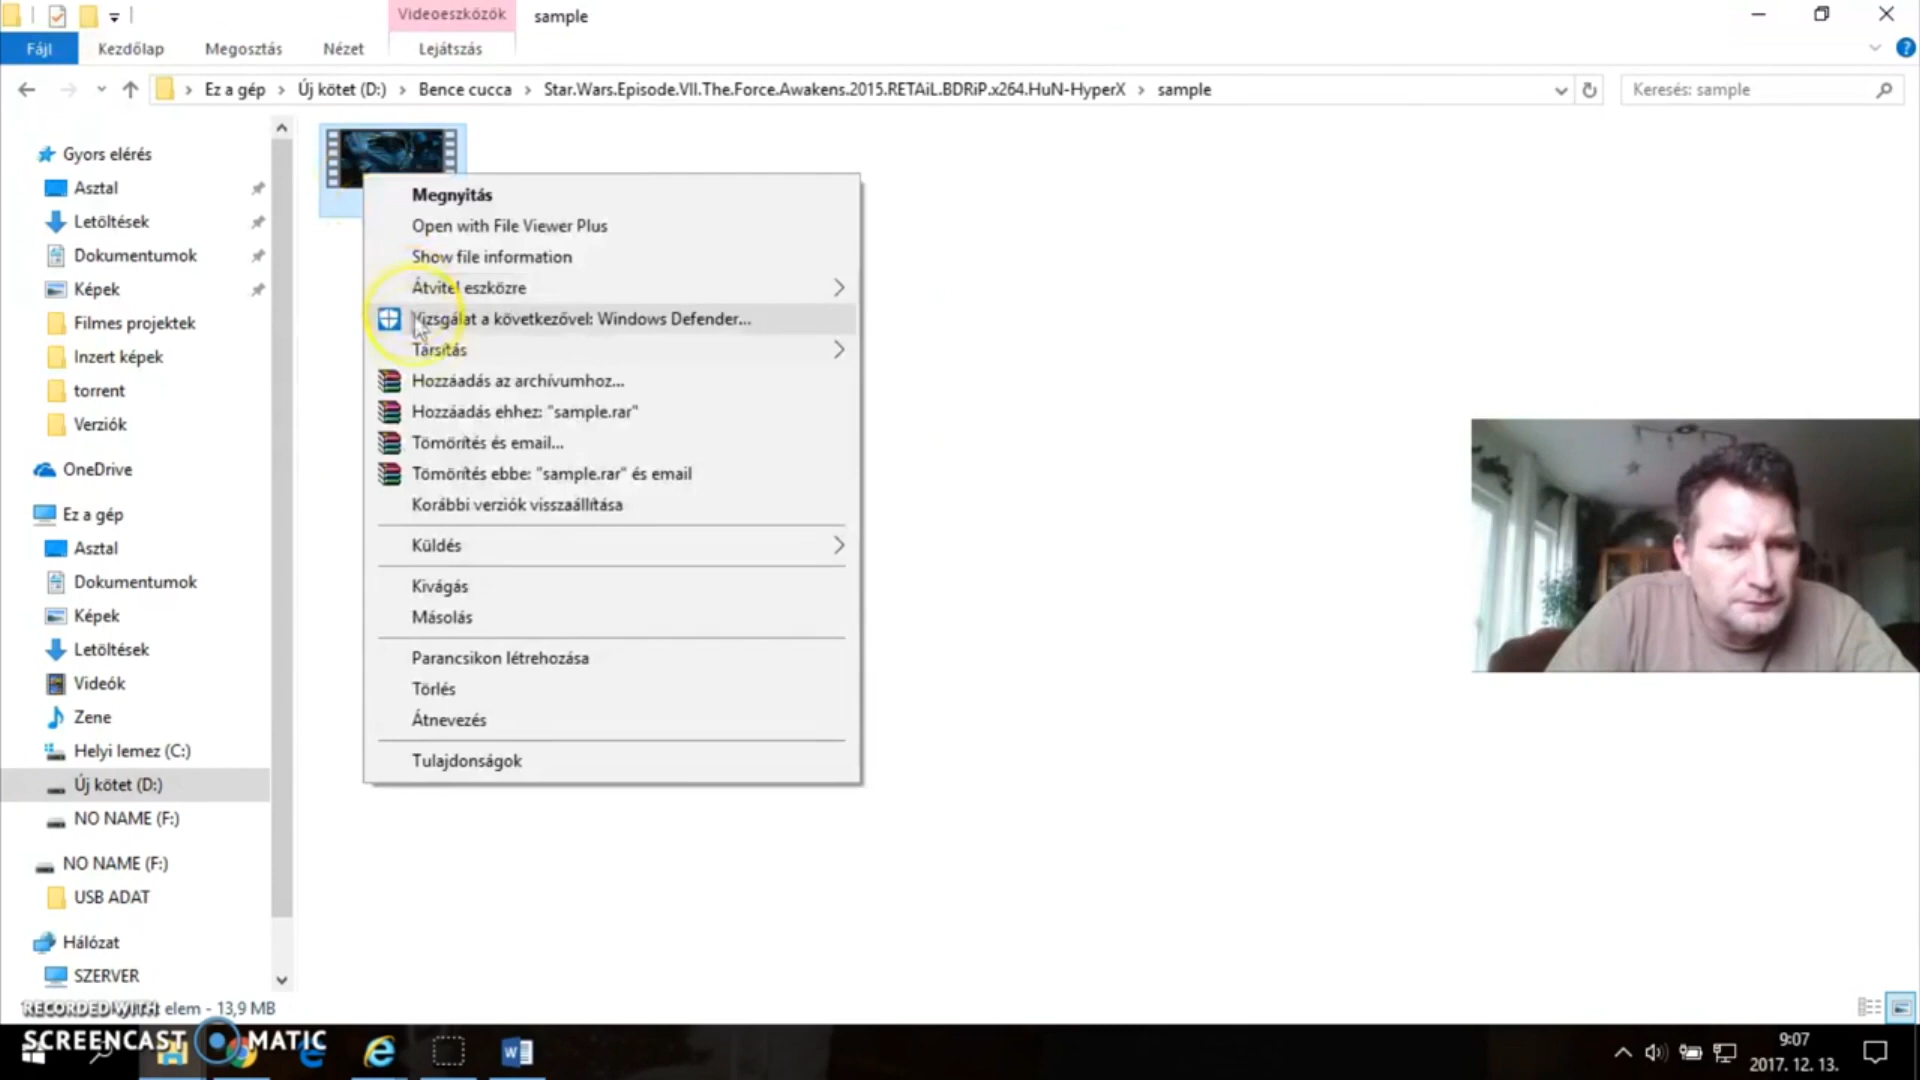 Videoeszközök
sample
Fájl
Kezdőlap
Megosztás
Nézet
Lejátszás
Ez a gép
Új kötet (D:)
Bence cucca
Star.Wars.Episode.VII.The.Force.Awakens.2015.RETAiL.BDRiP.x264.HuN-HyperX
sample
Keresés: sample
Gyors elérés
Asztal
Letöltések
Dokumentumok
Képek
Filmes projektek
Inzert képek
torrent
Verziók
OneDrive
Ez a gép
Asztal
Dokumentumok
Képek
Letöltések
Videók
Zene
Helyi lemez (C:)
Új kötet (D:)
NO NAME (F:)
NO NAME (F:)
USB ADAT
Hálózat
SZERVER
Megnyitás
Open with File Viewer Plus
Show file information
Átvitel eszközre
Vizsgálat a következővel: Windows Defender...
Társítás
Hozzáadás az archívumhoz...
Hozzáadás ehhez: "sample.rar"
Tömörítés és email...
Tömörítés ebbe: "sample.rar" és email
Korábbi verziók visszaállítása
Küldés
Kivágás
Másolás
Parancsikon létrehozása
Törlés
Átnevezés
Tulajdonságok
elem - 13,9 MB
RECORDED WITH
SCREENCAST MATIC
9:07
2017. 12. 13.